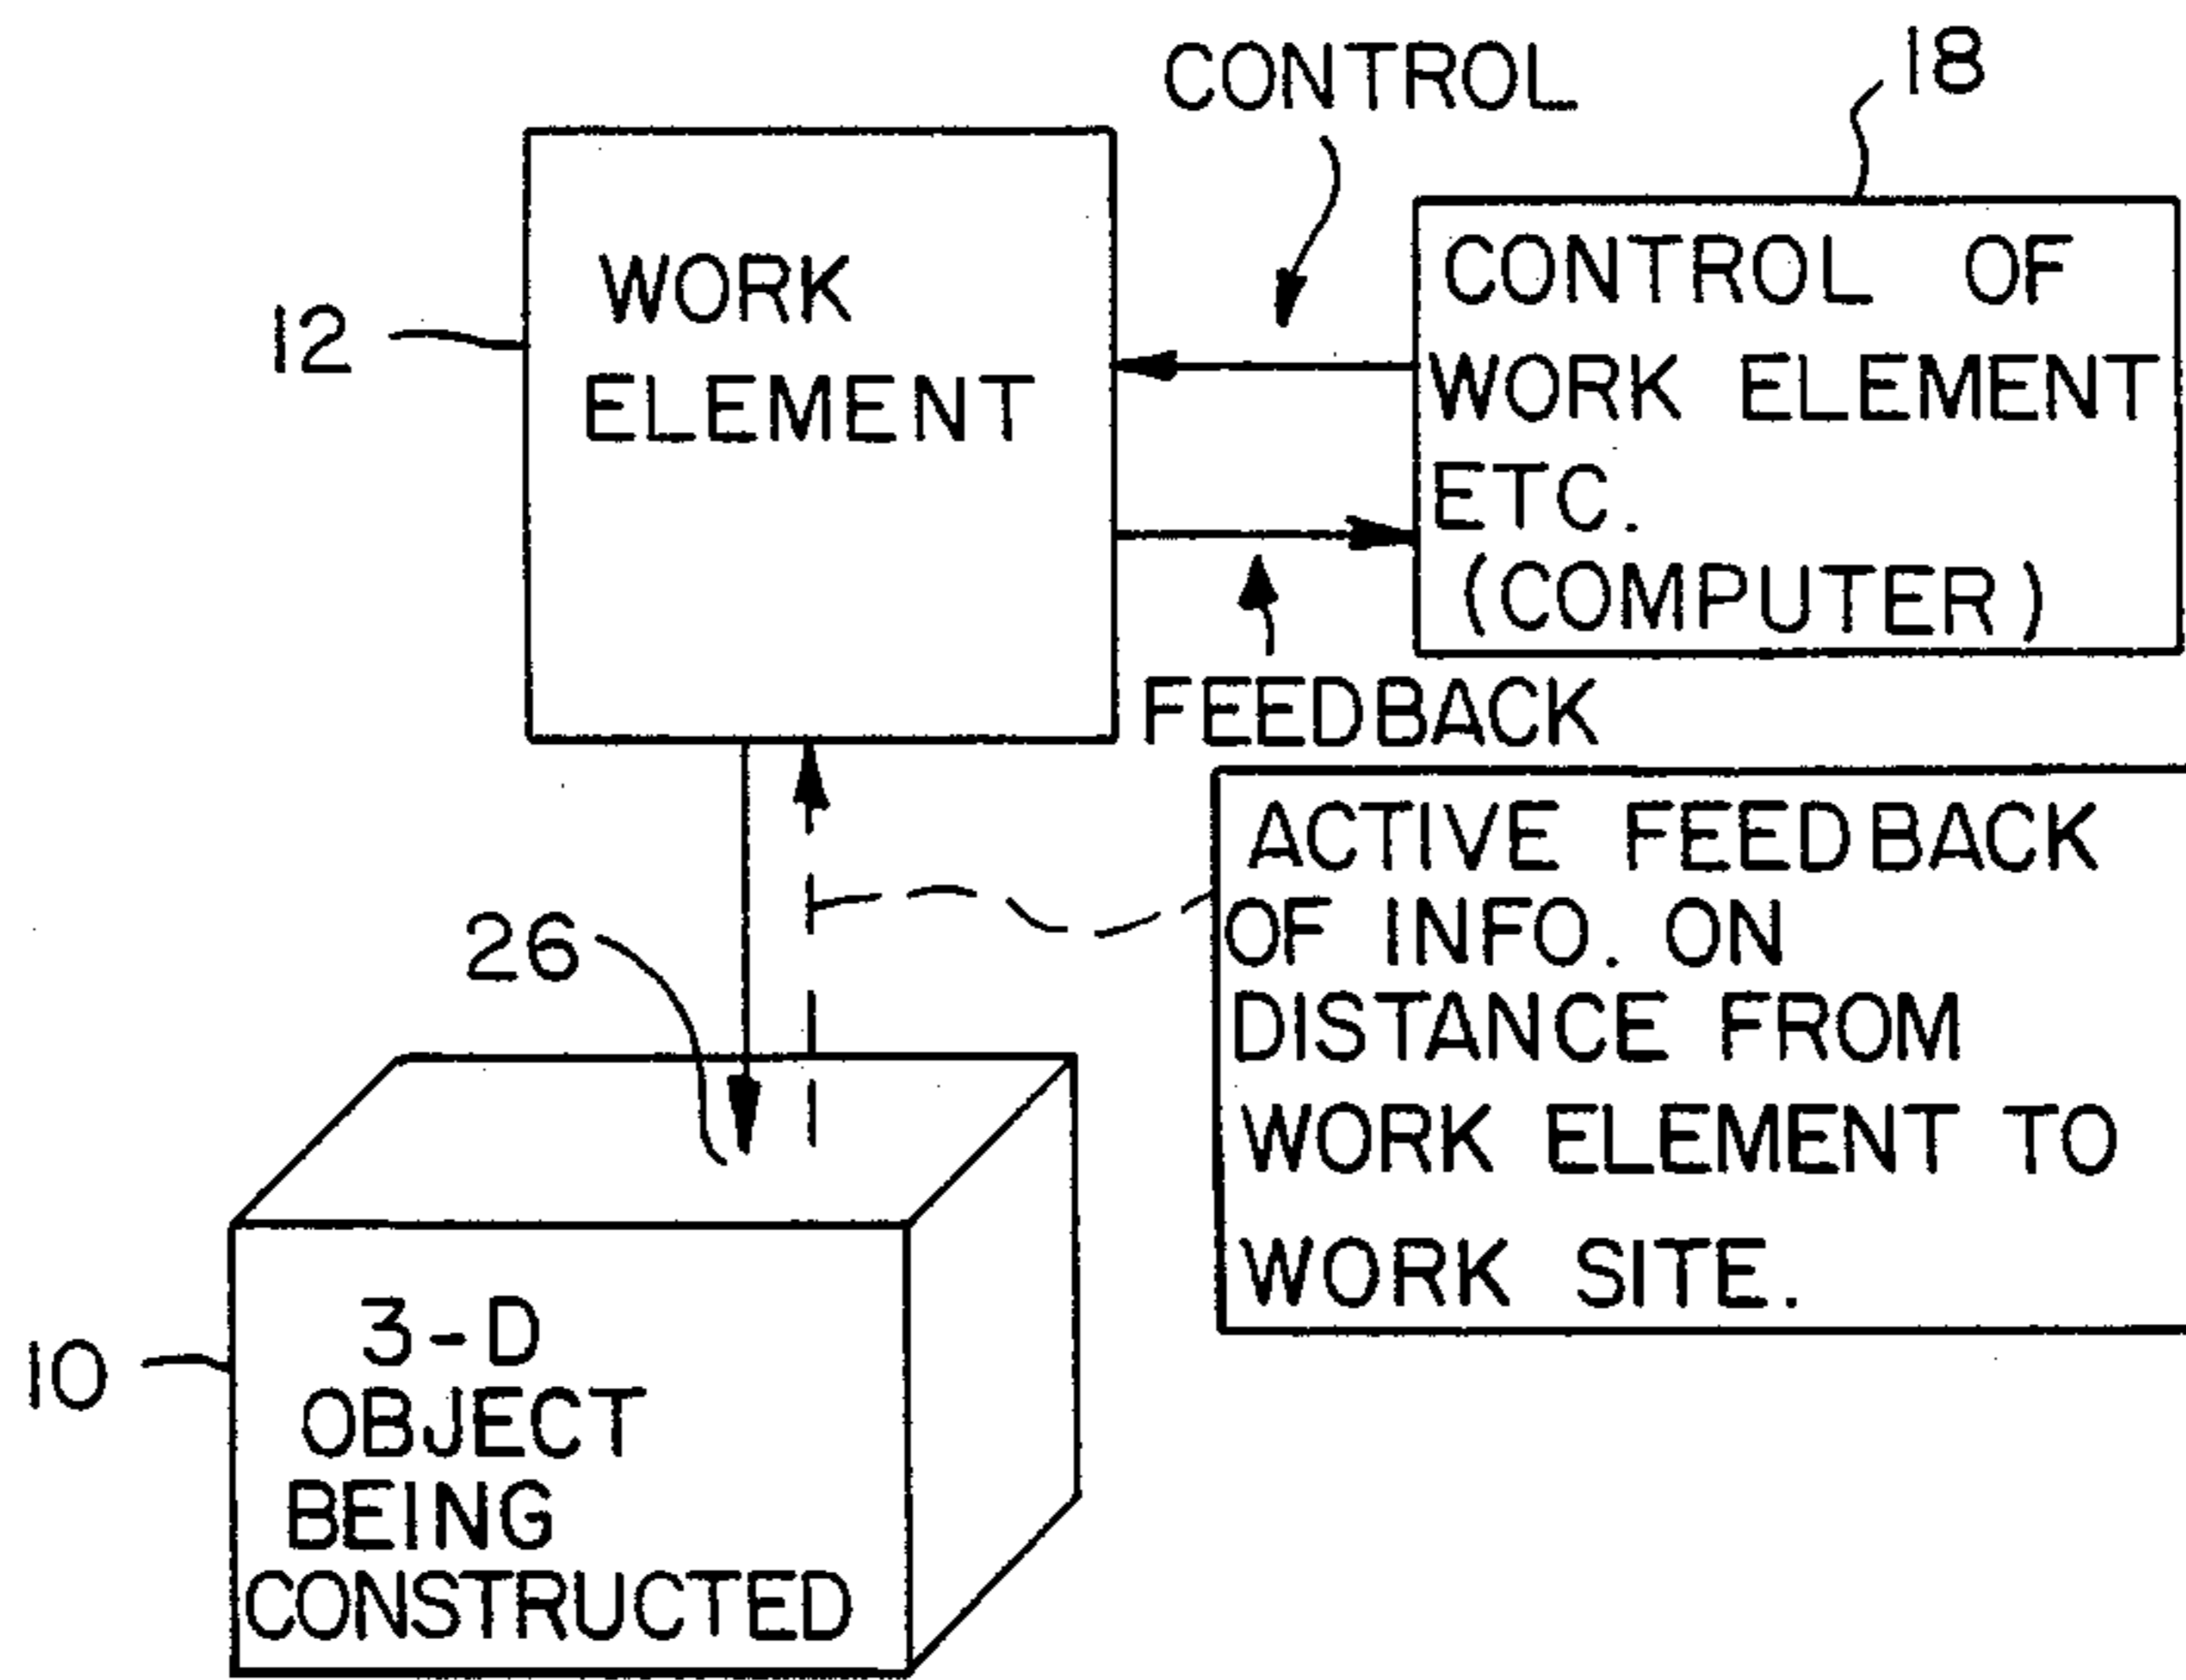 CONTROL
18
12
WORK
ELEMENT
CONTROL OF
WORK ELEMENT
ETC.
(COMPUTER)
FEEDBACK
ACTIVE FEEDBACK
OF INFO. ON
DISTANCE FROM
WORK ELEMENT TO
WORK SITE.
26
10
3-D
OBJECT
BEING
CONSTRUCTED